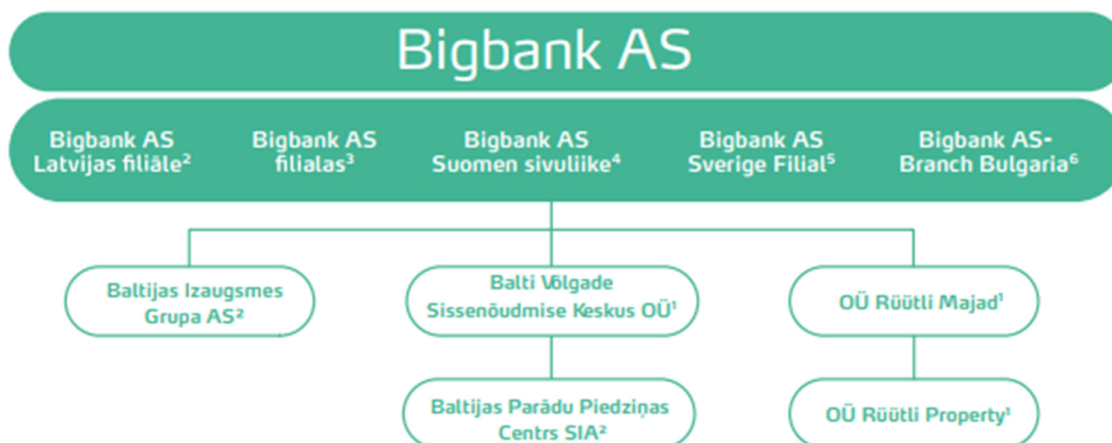 Bigbank AS
Bigbank AS
Latvijas filiāle²
Bigbank AS
filialas³
Bigbank AS
Suomen sivuliike⁴
Bigbank AS
Sverige Filial⁵
Bigbank AS-
Branch Bulgaria⁶
Baltijas Izaugsmes
Grupa AS²
Balti Võlgade
Sissenõudmise Keskus OÜ¹
OÜ Rüütli Majad¹
Baltijas Parādu Piedziņas
Centrs SIA²
OÜ Rüütli Property¹